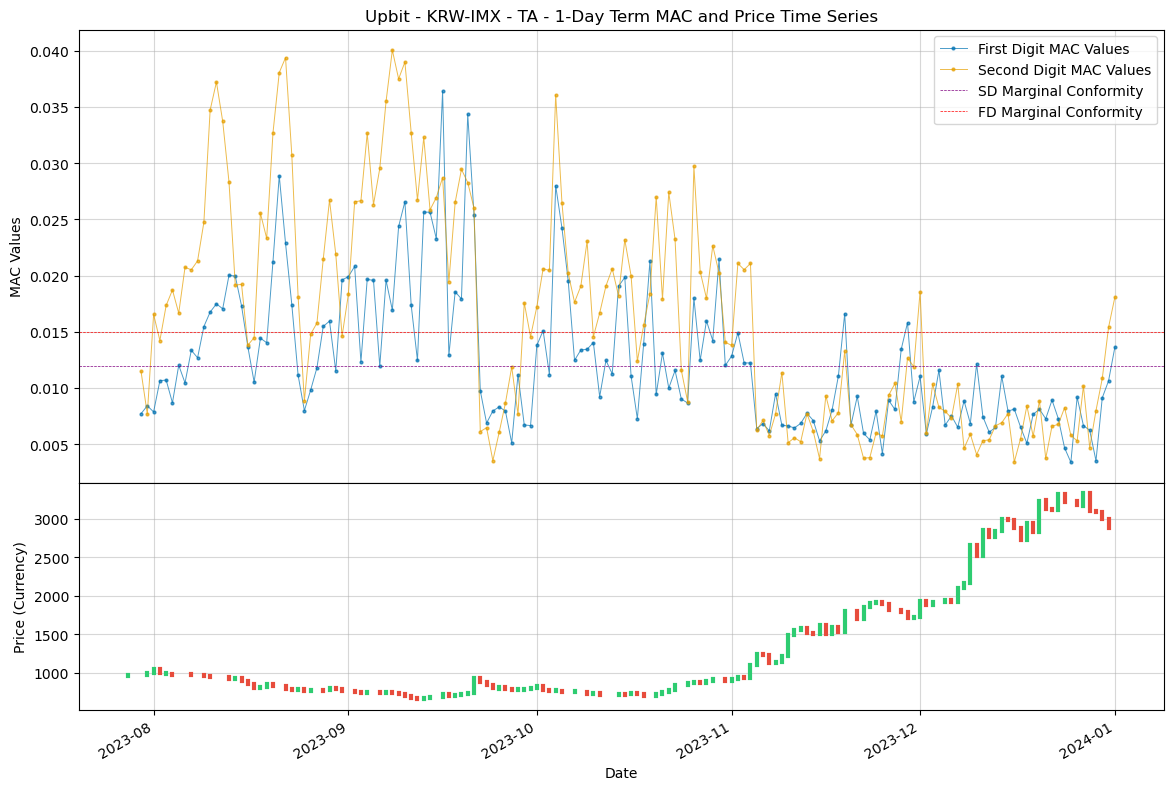 Upbit - KRW-IMX - TA - 1-Day Term MAC and Price Time Series
First Digit MAC Values
Second Digit MAC Values
SD Marginal Conformity
FD Marginal Conformity
MAC Values
0.040
0.035
0.030
0.025
0.020
0.015
0.010
0.005
Price (Currency)
3000
2500
2000
1500
1000
2023-08
2023-09
2023-10
2023-11
2023-12
2024-01
Date